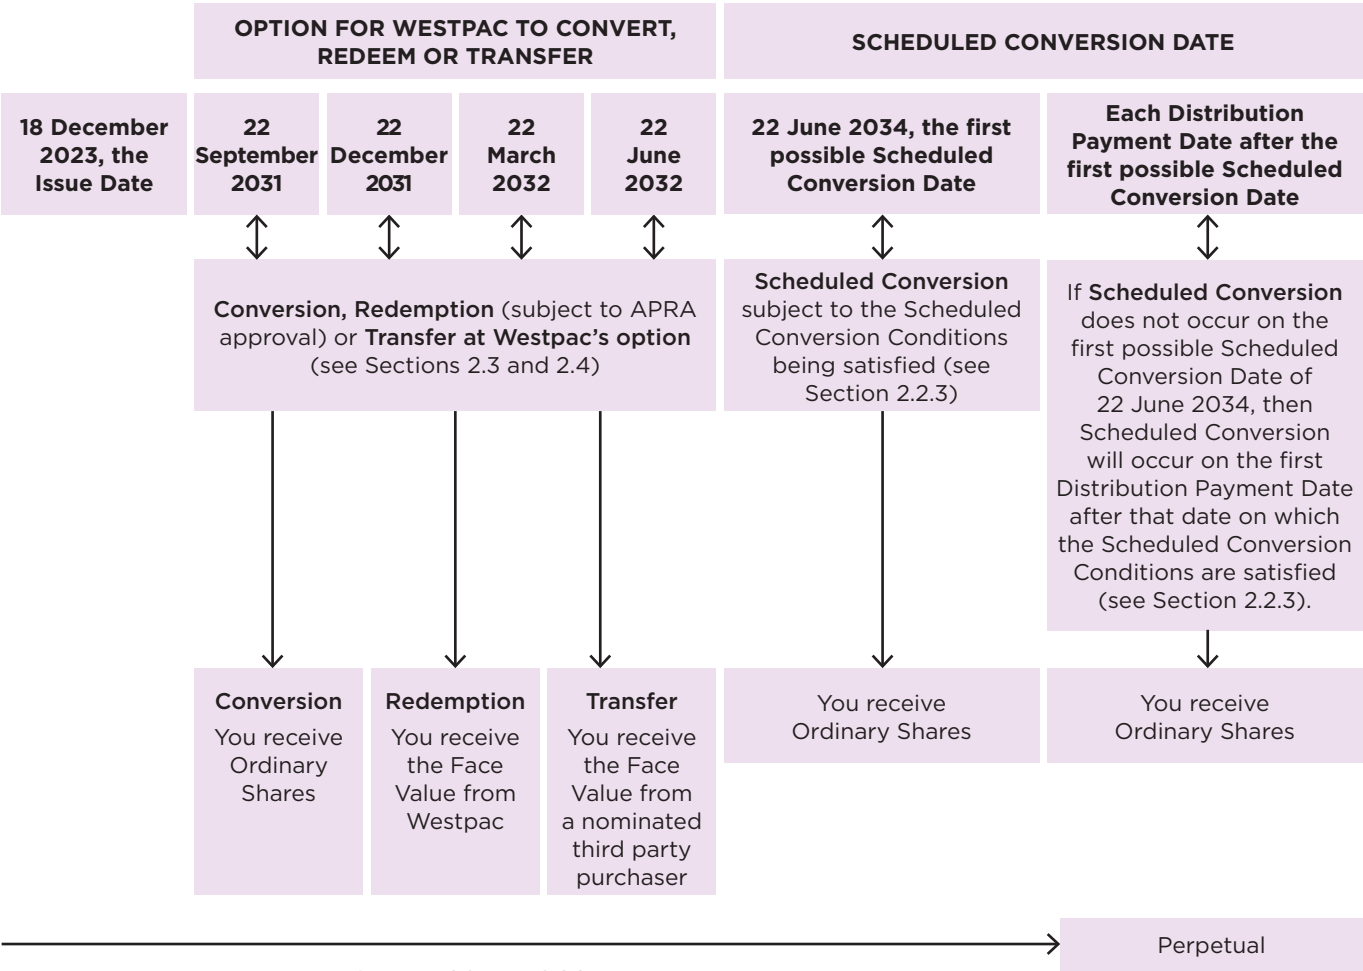 OPTION FOR WESTPAC TO CONVERT,
REDEEM OR TRANSFER
SCHEDULED CONVERSION DATE
18 December
2023, the
Issue Date
22
September
2031
22
December
2031
22
March
2032
22
June
2032
22 June 2034, the first
possible Scheduled
Conversion Date
Each Distribution
Payment Date after the
first possible Scheduled
Conversion Date
Conversion, Redemption (subject to APRA
approval) or Transfer at Westpac's option
(see Sections 2.3 and 2.4)
Scheduled Conversion
subject to the Scheduled
Conversion Conditions
being satisfied (see
Section 2.2.3)
If Scheduled Conversion
does not occur on the
first possible Scheduled
Conversion Date of
22 June 2034, then
Scheduled Conversion
will occur on the first
Distribution Payment Date
after that date on which
the Scheduled Conversion
Conditions are satisfied
(see Section 2.2.3).
Conversion
You receive
Ordinary
Shares
Redemption
You receive
the Face
Value from
Westpac
Transfer
You receive
the Face
Value from
a nominated
third party
purchaser
You receive
Ordinary Shares
You receive
Ordinary Shares
Perpetual